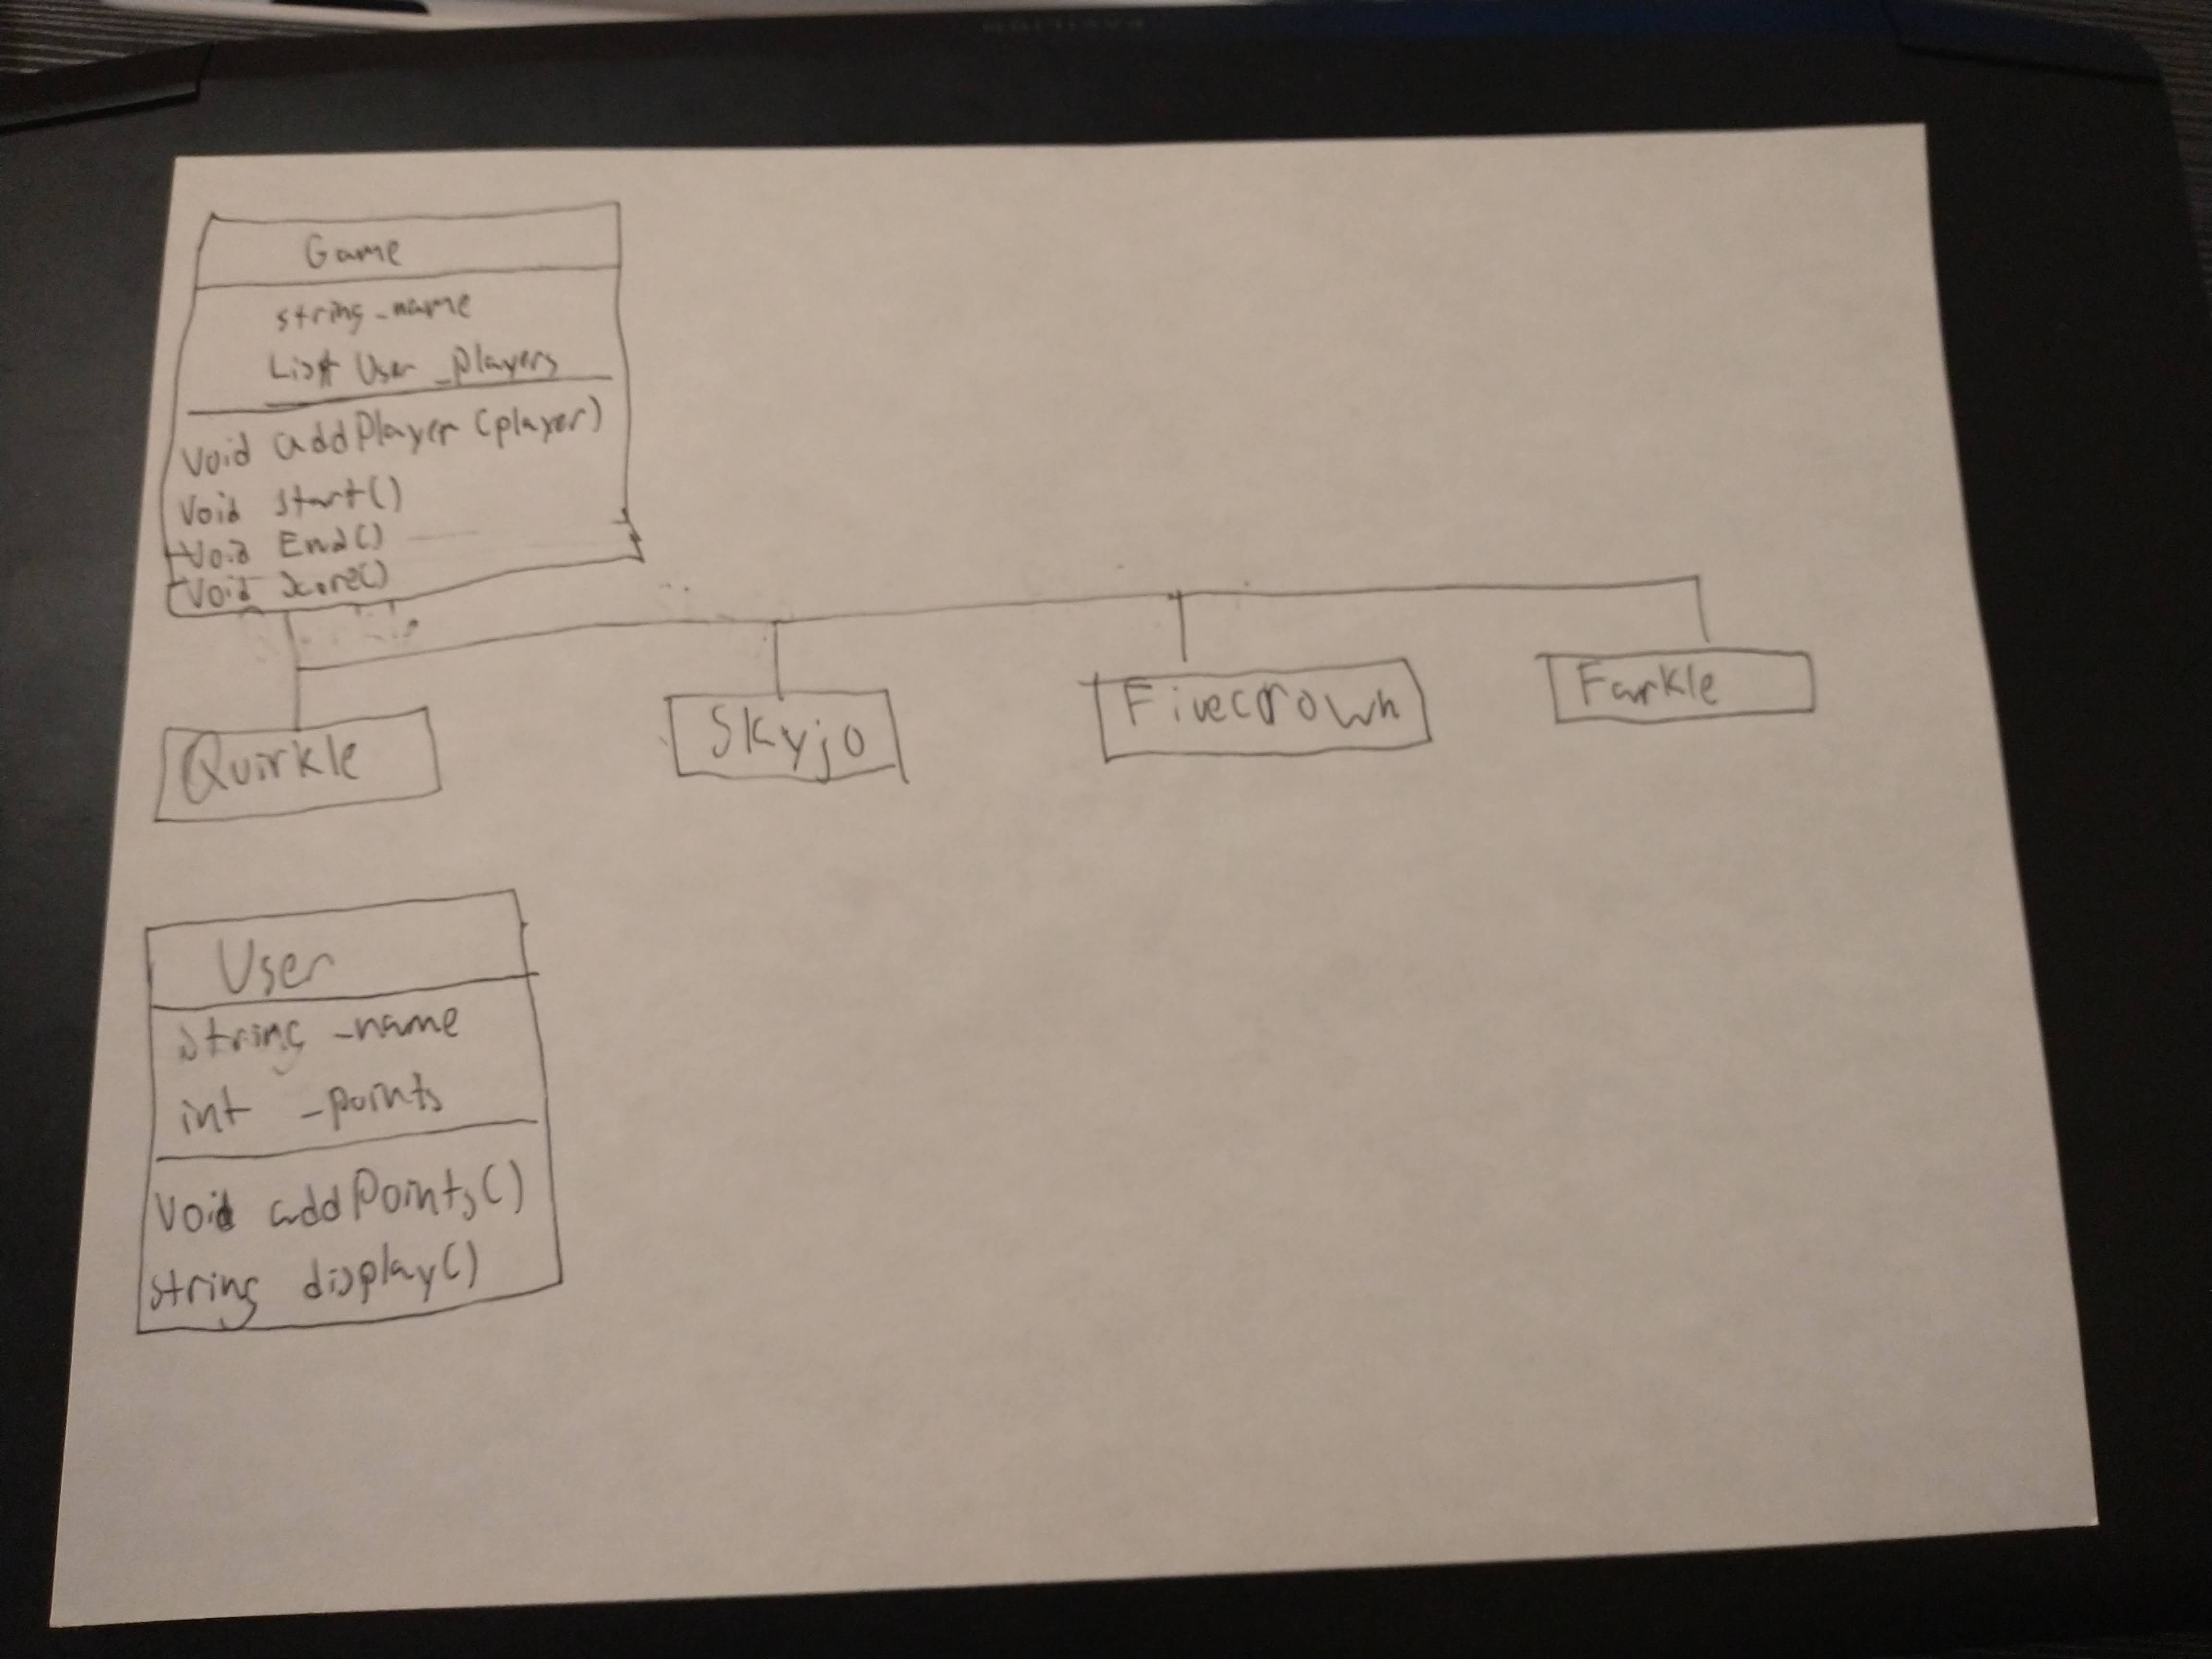 Game
string _name
List User _players
Void addPlayer (player)
Void start()
Void End()
Void Score()
Quirkle
Skyjo
Fivecrown
Farkle
User
string _name
int _points
Void addPoints()
string display()